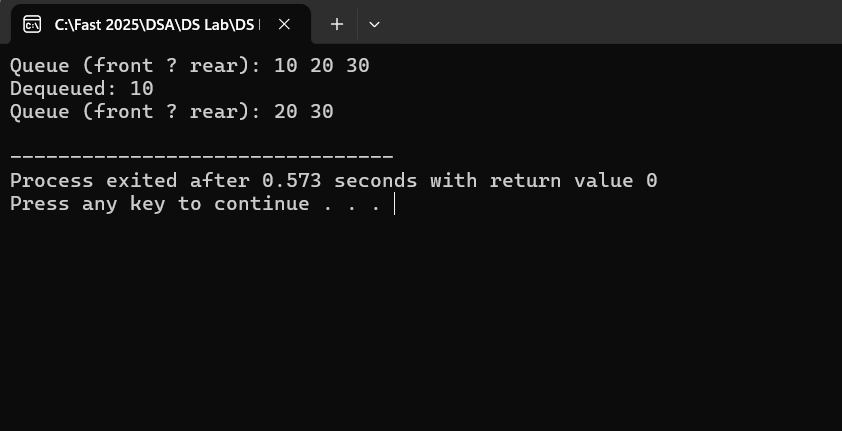 C:\Fast 2025\DSA\DS Lab\DS
Queue (front ? rear): 10 20 30
Dequeued: 10
Queue (front ? rear): 20 30
--------------------------------
Process exited after 0.573 seconds with return value 0
Press any key to continue . . .